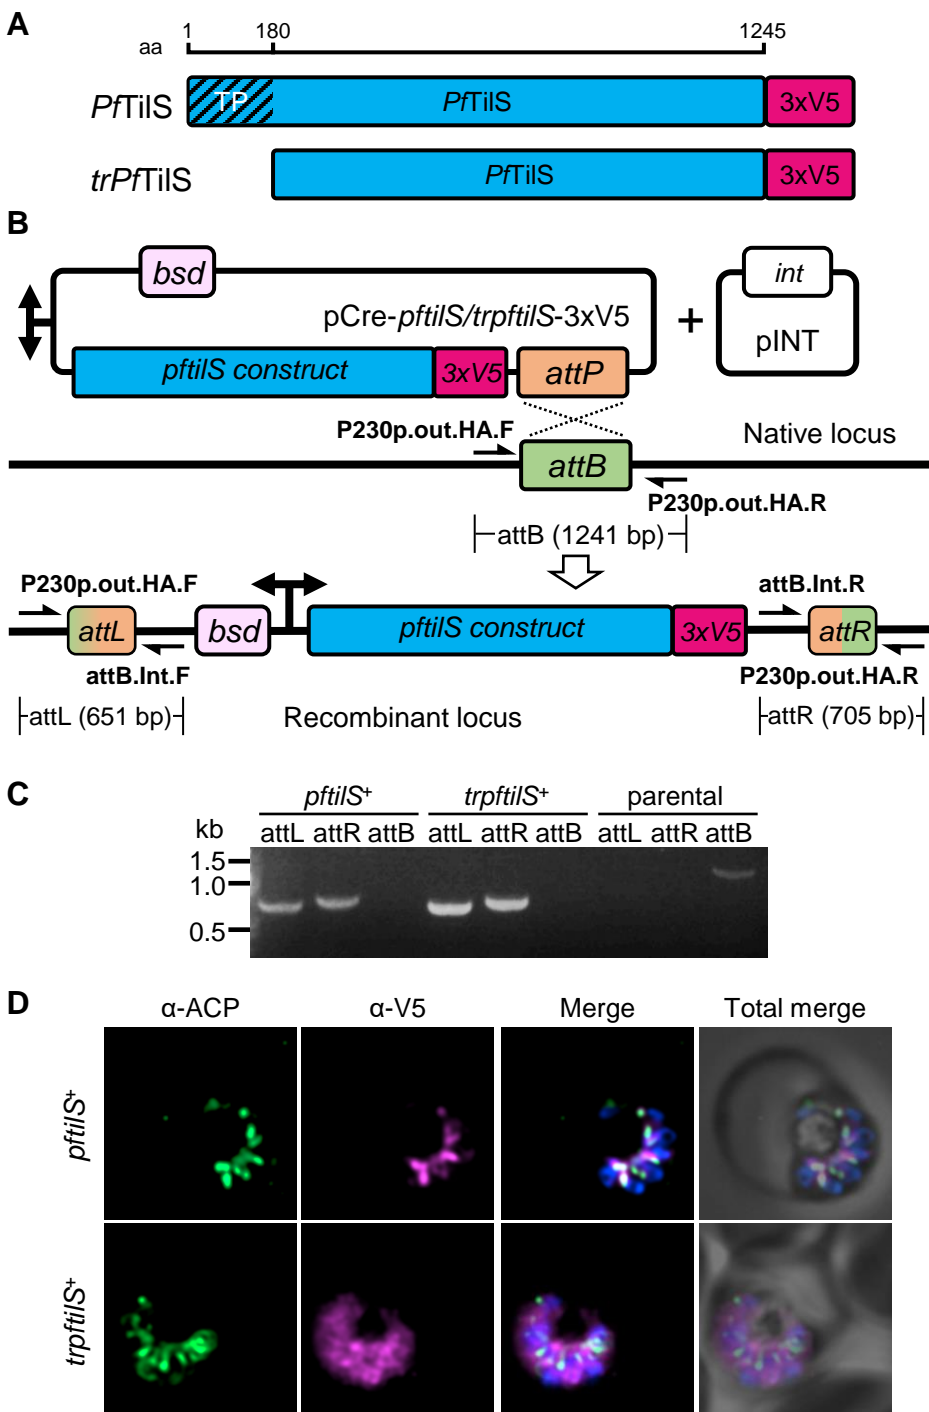 A
aa 1 180 1245
PfTilS TP PfTilS 3xV5
trPfTilS PfTilS 3xV5
B
bsd
int
pCre-pftilS/trpftilS-3xV5
+
pINT
pftilS construct 3xV5 attP
P230p.out.HA.F
Native locus
attB
P230p.out.HA.R
attB (1241 bp)
P230p.out.HA.F
attB.Int.R
attL bsd pftilS construct 3xV5 attR
attB.Int.F
P230p.out.HA.R
attL (651 bp)
Recombinant locus
attR (705 bp)
C
pftilS+ trpftilS+ parental
kb attL attR attB attL attR attB attL attR attB
1.5
1.0
0.5
D
α-ACP α-V5 Merge Total merge
pftilS+
trpftilS+